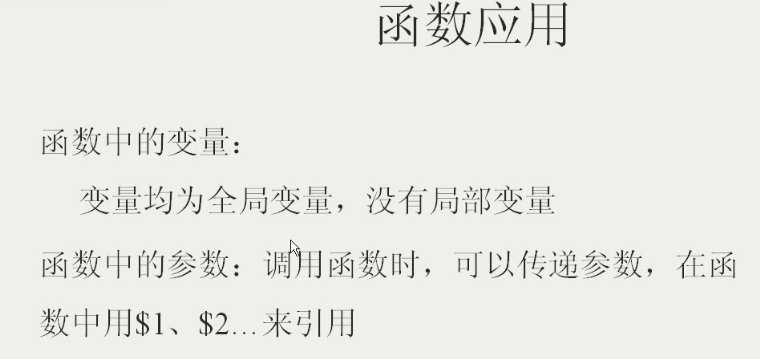 函数应用
函数中的变量：
变量均为全局变量，没有局部变量
函数中的参数：调用函数时，可以传递参数，在函
数中用$1、$2…来引用